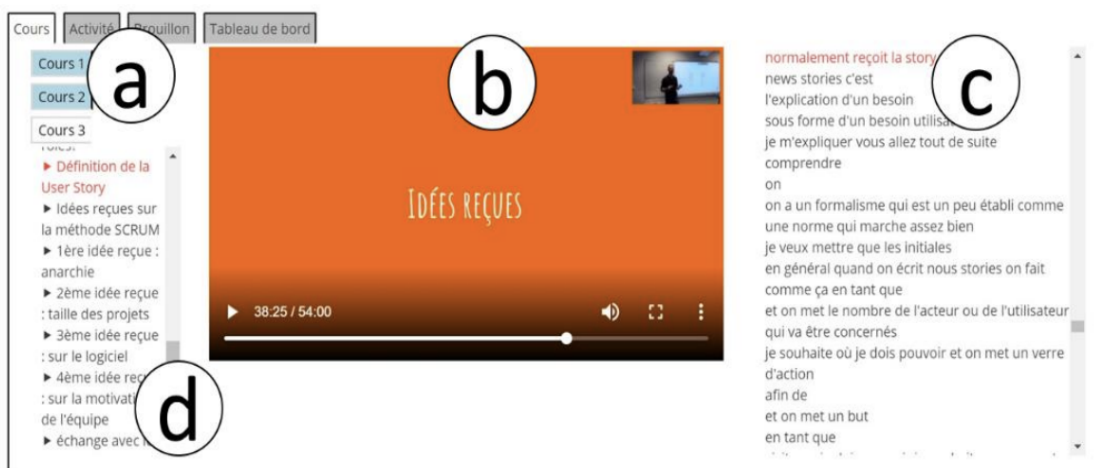 Cours Activité Brouillon Tableau de bord
Cours 1
Cours 2
Cours 3
rôles.
► Définition de la
User Story
► Idées reçues sur
la méthode SCRUM
► 1ère idée reçue :
anarchie
► 2ème idée reçue
: taille des projets
► 3ème idée reçue
: sur le logiciel
► 4ème idée
: sur la
de l'équipe
► échange avec
a
d
b
IDÉES REÇUES
38:25 / 54:00
c
normalement reçoit la story
news stories c'est
l'explication d'un besoin
sous forme d'un besoin
je m'expliquer vous allez tout de suite
comprendre
on
on a un formalisme qui est un peu établi comme
une norme qui marche assez bien
je veux mettre que les initiales
en général quand on écrit nous stories on fait
comme ça en tant que
et on met le nombre de l'acteur ou de l'utilisateur
qui va être concernés
je souhaite où je dois pouvoir et on met un verre
d'action
afin de
et on met un but
en tant que